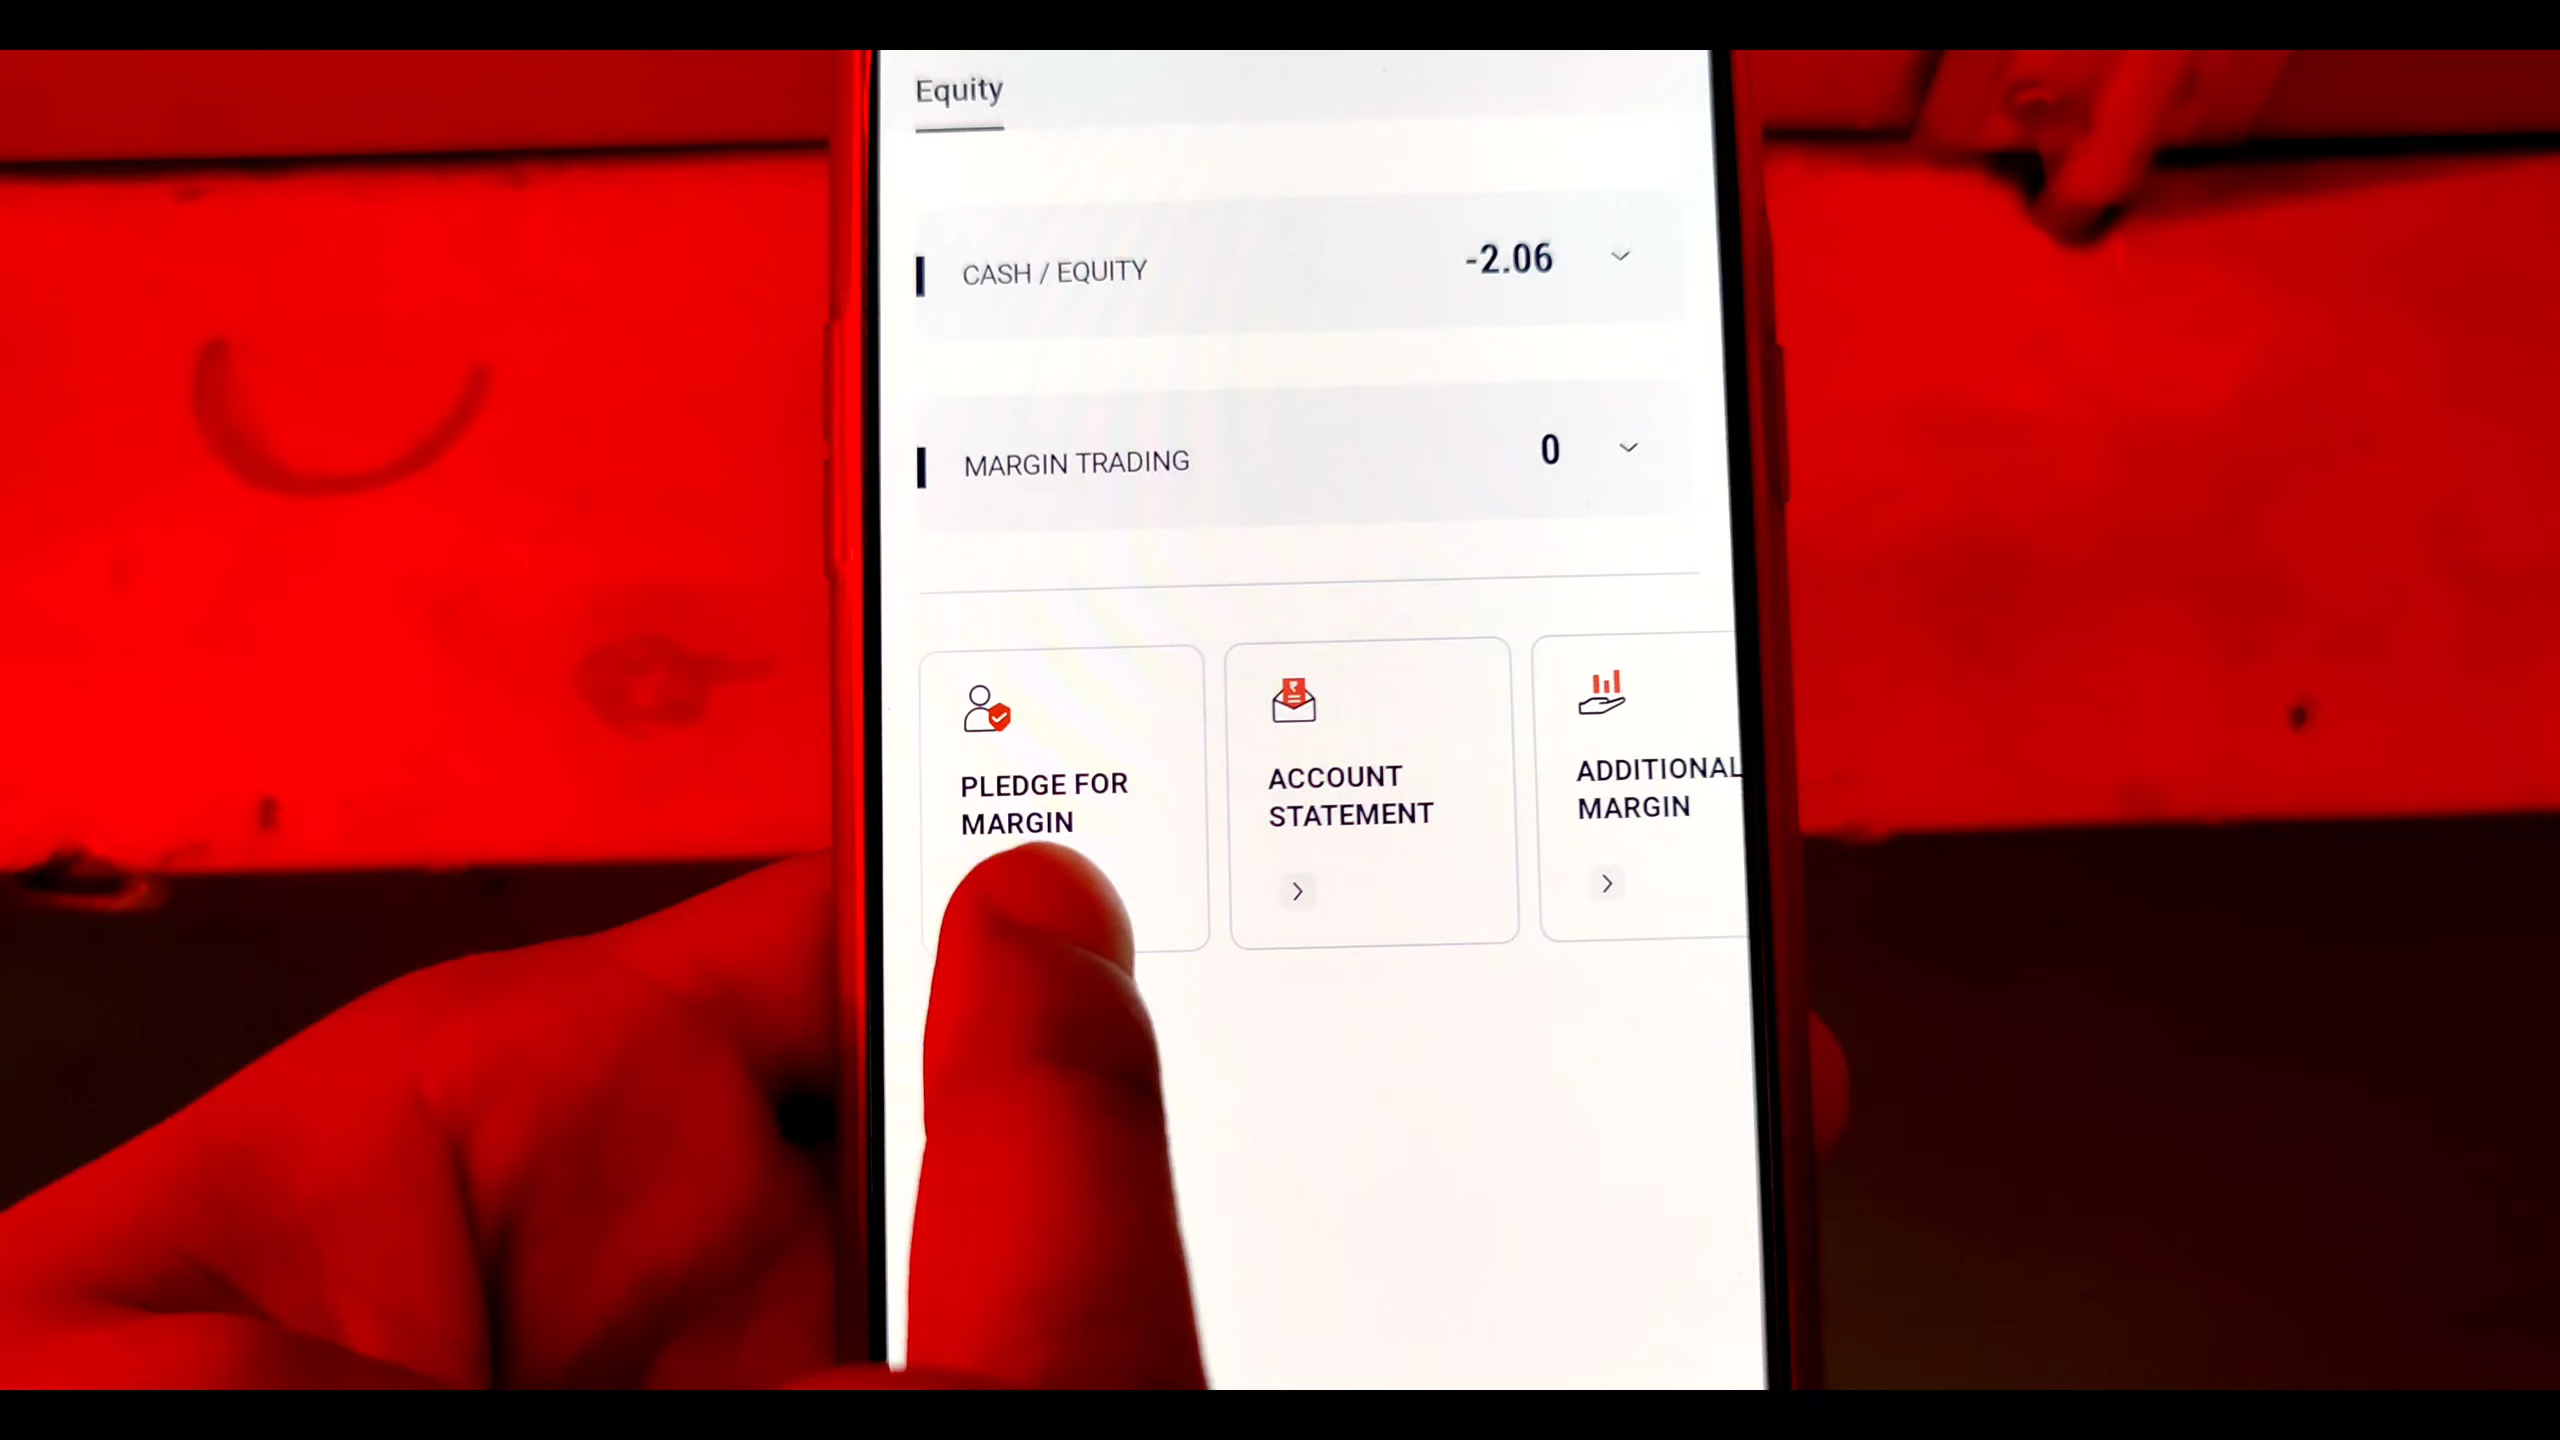 Equity
CASH / EQUITY -2.06
MARGIN TRADING 0
PLEDGE FOR
MARGIN
ACCOUNT
STATEMENT
ADDITIONAL
MARGIN